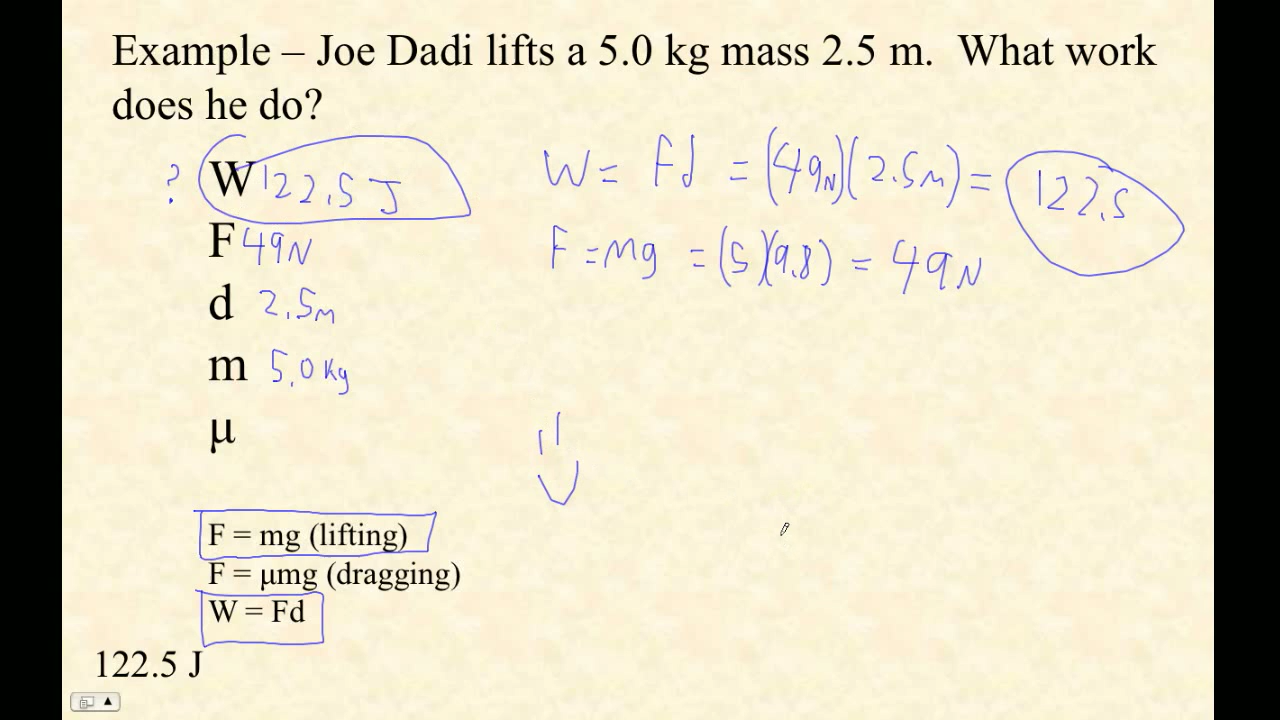 Example – Joe Dadi lifts a 5.0 kg mass 2.5 m. What work
does he do?
? W 122.5 J
W = Fd = (49N)(2.5m) = 122.5
F 49N
F = mg = (5)(9.8) = 49N
d 2.5m
m 5.0 kg
μ
F = mg (lifting)
F = μmg (dragging)
W = Fd
122.5 J